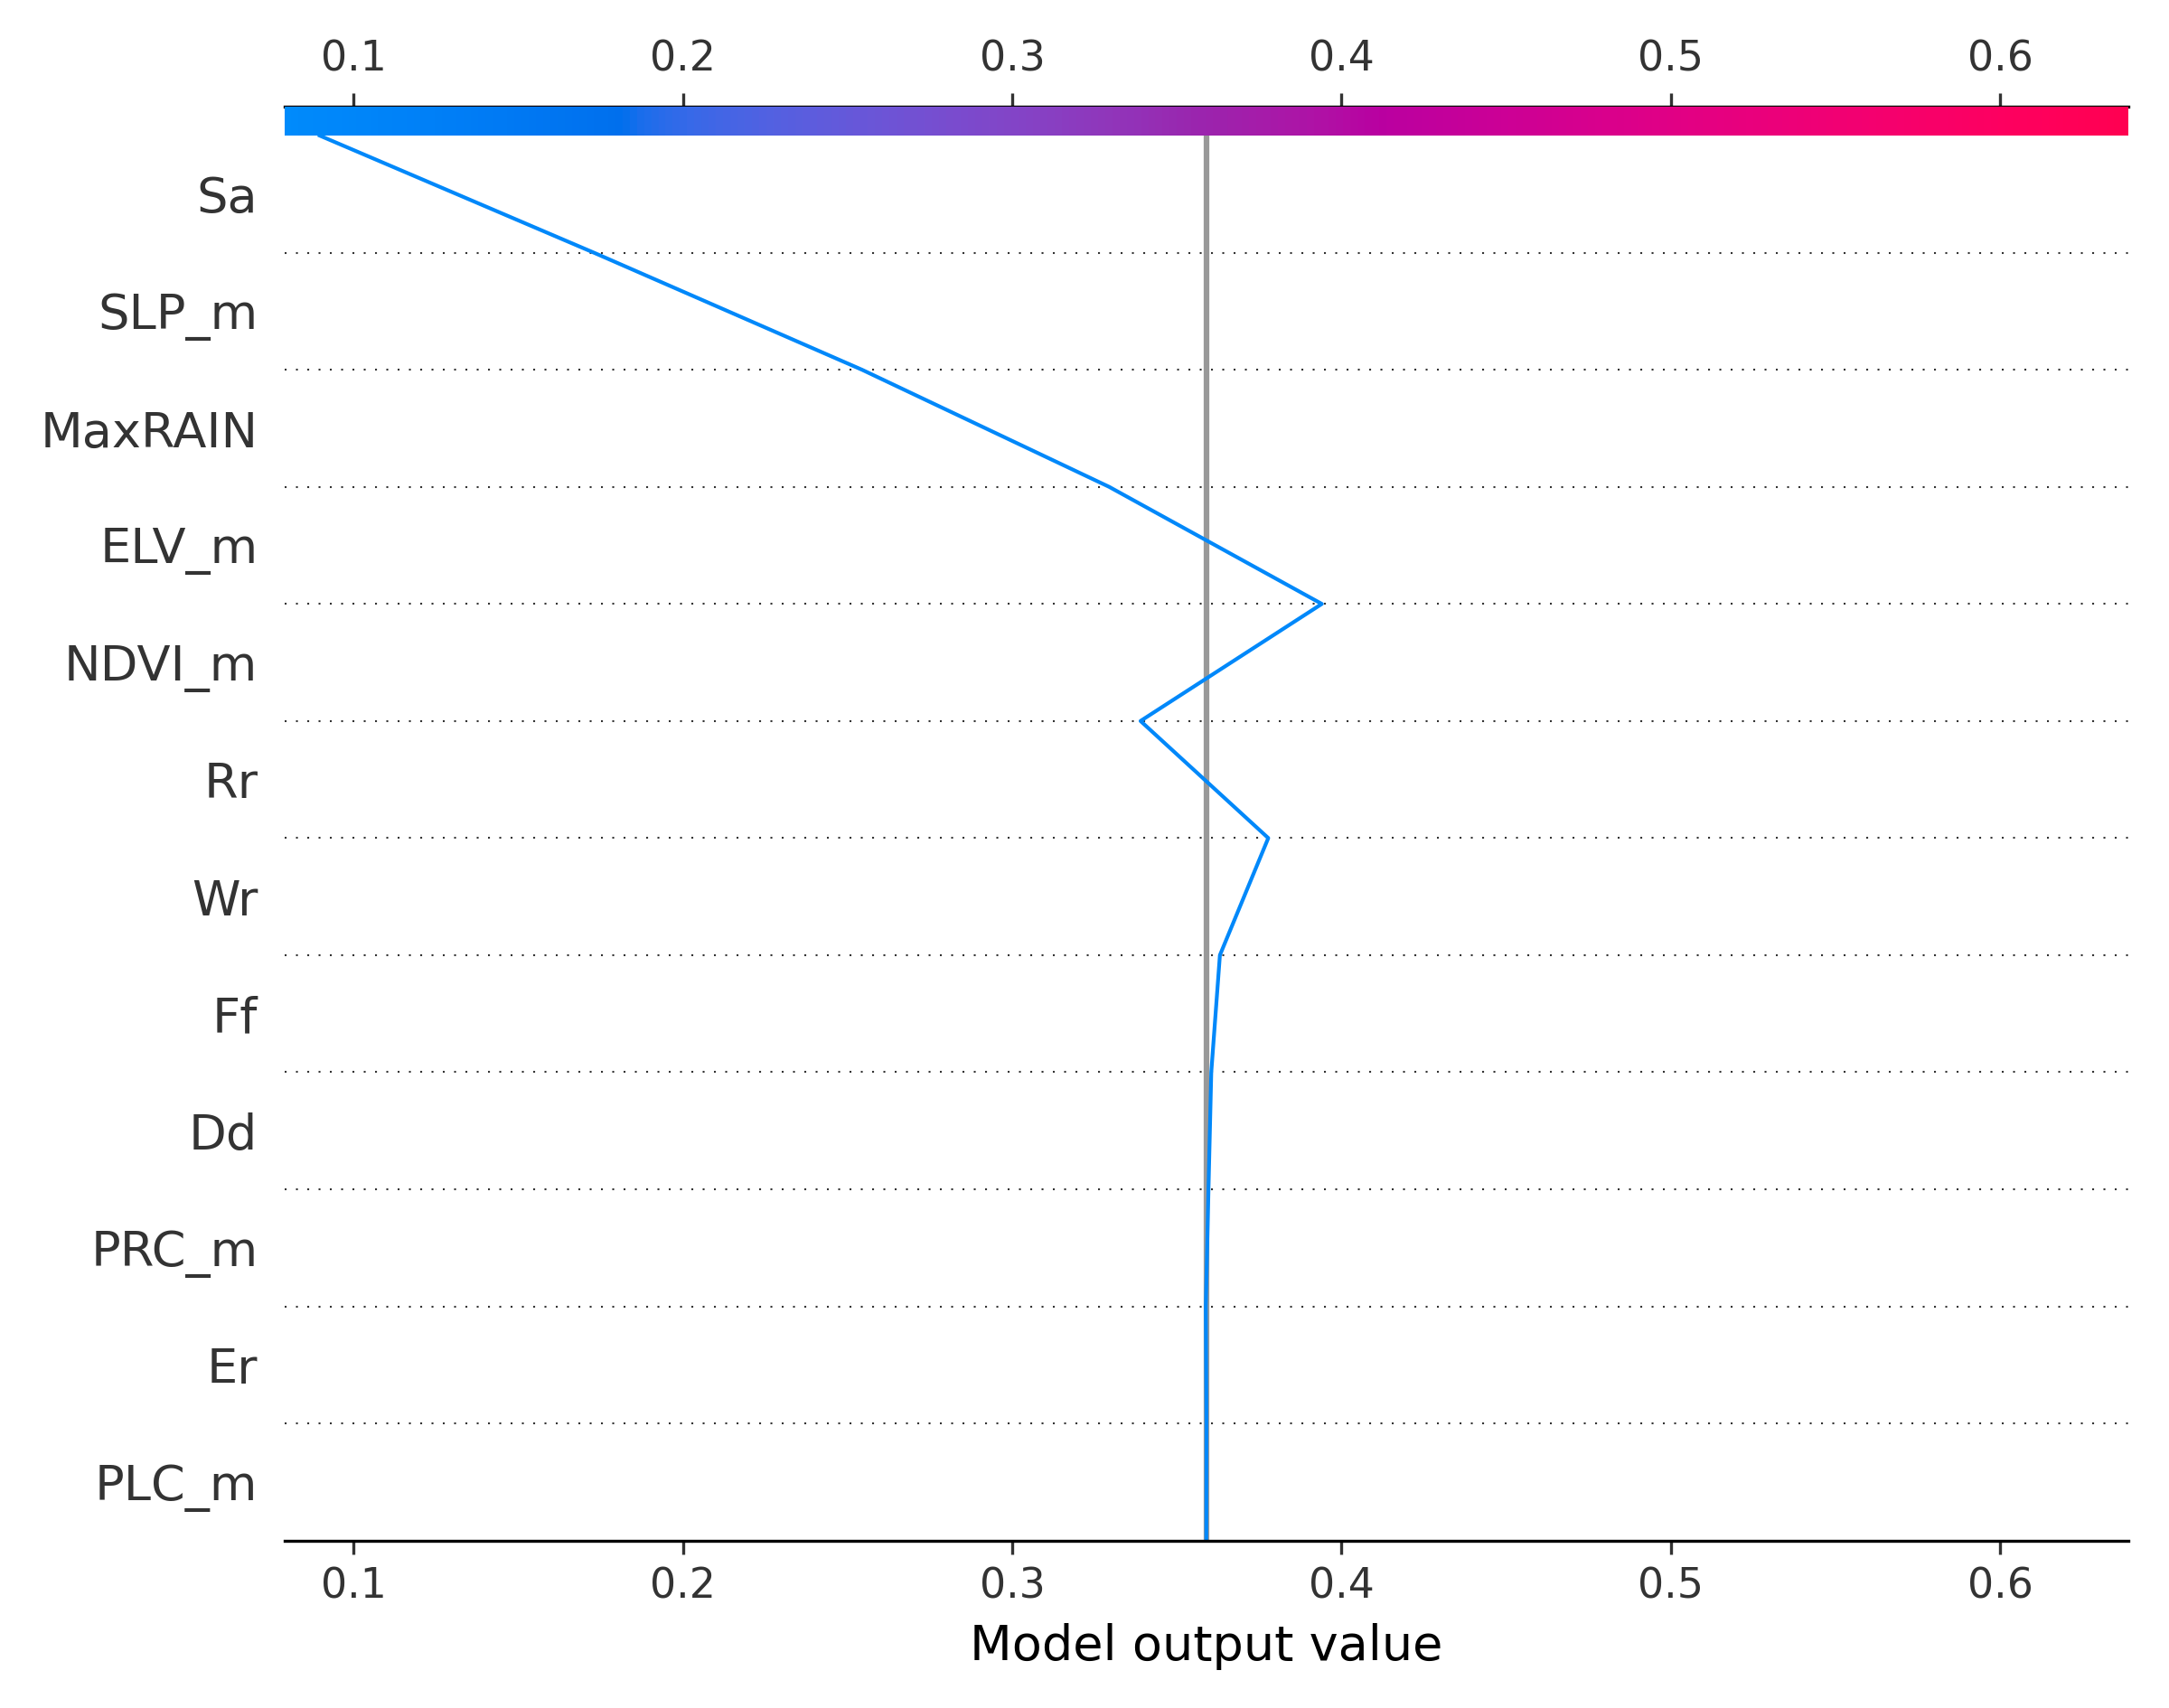 0.1 0.2 0.3 0.4 0.5 0.6
Sa
SLP_m
MaxRAIN
ELV_m
NDVI_m
Rr
Wr
Ff
Dd
PRC_m
Er
PLC_m
0.1 0.2 0.3 0.4 0.5 0.6
Model output value